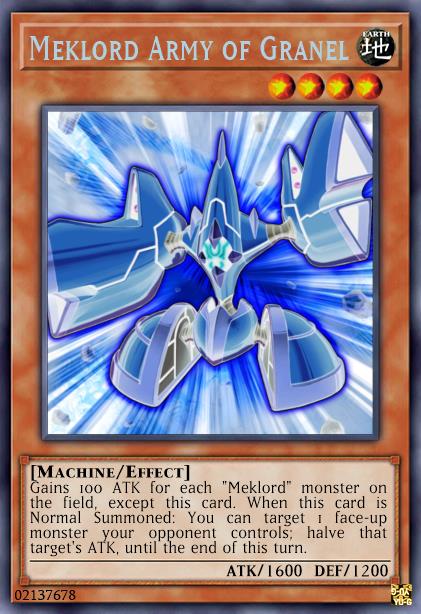 Meklord Army of Granel
EARTH
地
[Machine/Effect]
Gains 100 ATK for each "Meklord" monster on
the field, except this card. When this card is
Normal Summoned: You can target 1 face-up
monster your opponent controls; halve that
target's ATK, until the end of this turn.
ATK/1600 DEF/1200
02137678